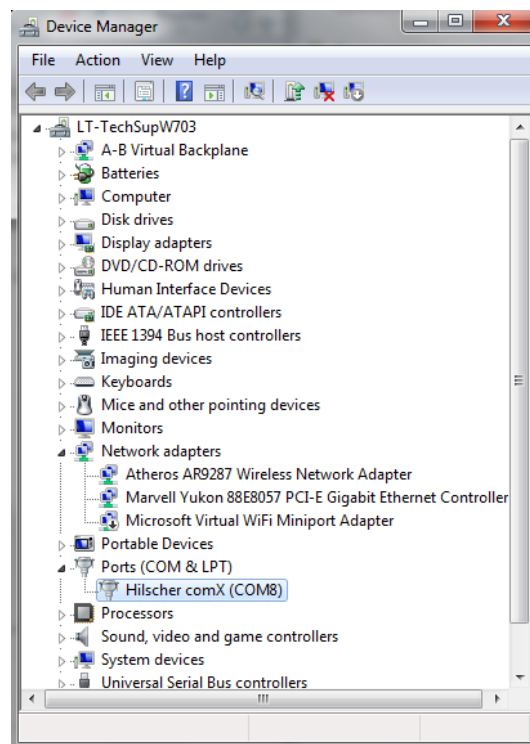 Device Manager
File Action View Help
LT-TechSupW703
A-B Virtual Backplane
Batteries
Computer
Disk drives
Display adapters
DVD/CD-ROM drives
Human Interface Devices
IDE ATA/ATAPI controllers
IEEE 1394 Bus host controllers
Imaging devices
Keyboards
Mice and other pointing devices
Monitors
Network adapters
Atheros AR9287 Wireless Network Adapter
Marvell Yukon 88E8057 PCI-E Gigabit Ethernet Controller
Microsoft Virtual WiFi Miniport Adapter
Portable Devices
Ports (COM & LPT)
Hilscher comX (COM8)
Processors
Sound, video and game controllers
System devices
Universal Serial Bus controllers